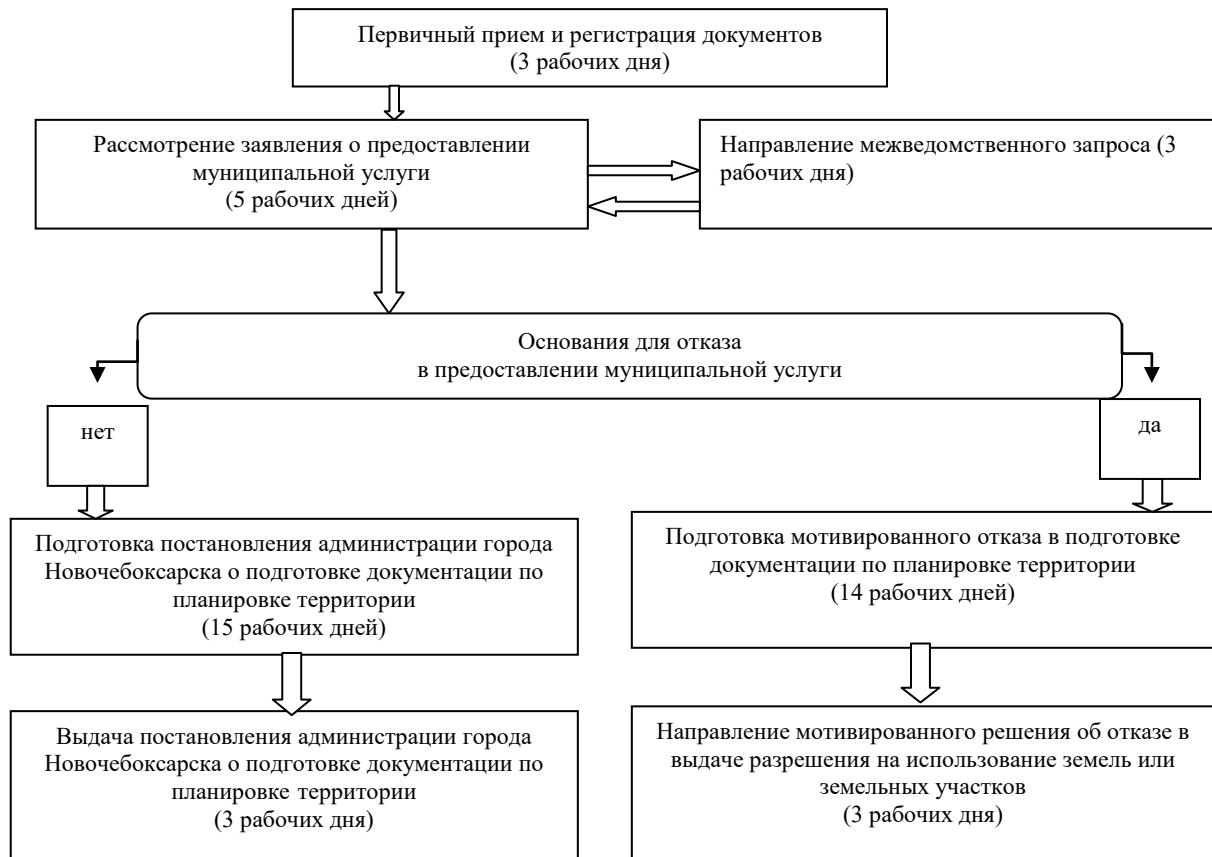 Первичный прием и регистрация документов
(3 рабочих дня)
Рассмотрение заявления о предоставлении
муниципальной услуги
(5 рабочих дней)
Направление межведомственного запроса (3
рабочих дня)
Основания для отказа
в предоставлении муниципальной услуги
нет
да
Подготовка постановления администрации города
Новочебоксарска о подготовке документации по
планировке территории
(15 рабочих дней)
Подготовка мотивированного отказа в подготовке
документации по планировке территории
(14 рабочих дней)
Выдача постановления администрации города
Новочебоксарска о подготовке документации по
планировке территории
(3 рабочих дня)
Направление мотивированного решения об отказе в
выдаче разрешения на использование земель или
земельных участков
(3 рабочих дня)